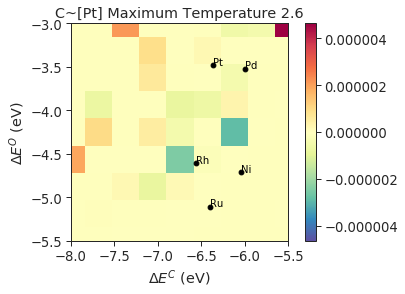 C~[Pt] Maximum Temperature 2.6
ΔE^O (eV)
−3.0
−3.5
−4.0
−4.5
−5.0
−5.5
Pt
Pd
Rh
Ni
Ru
−8.0 −7.5 −7.0 −6.5 −6.0 −5.5
ΔE^C (eV)
0.000004
0.000002
0.000000
−0.000002
−0.000004